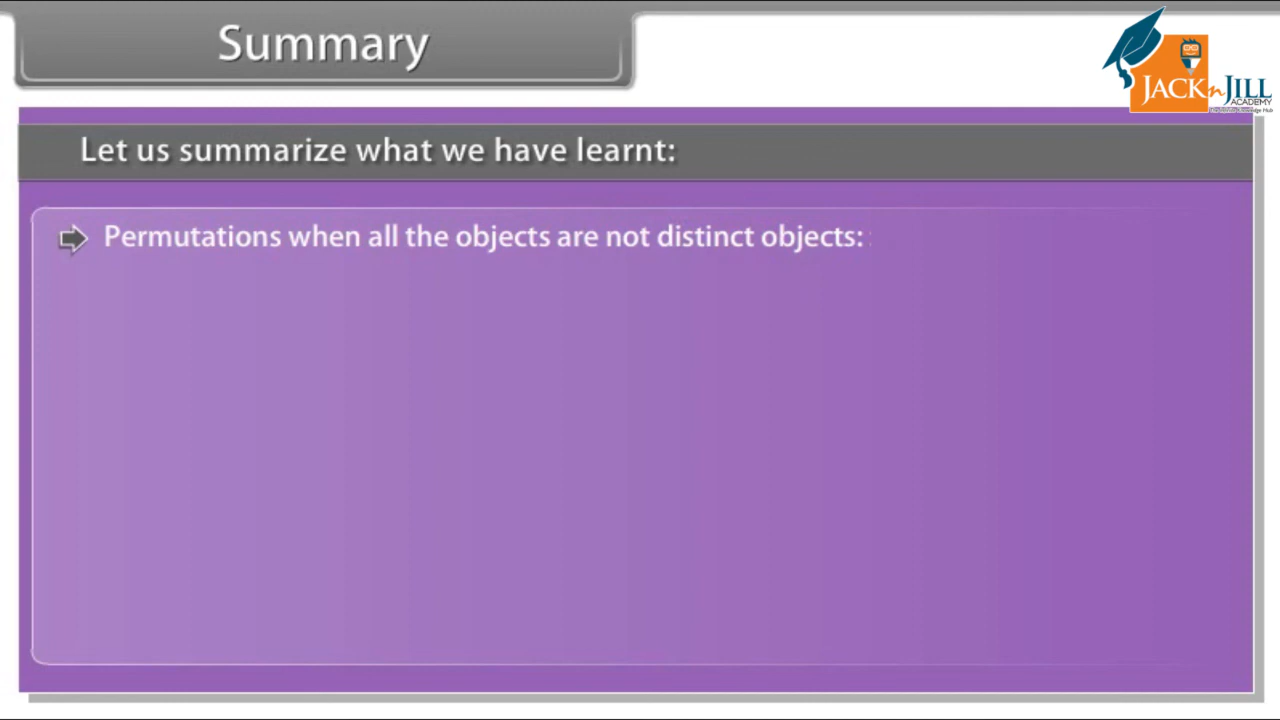 Summary
JACK n JILL
ACADEMY
Let us summarize what we have learnt:
Permutations when all the objects are not distinct objects: